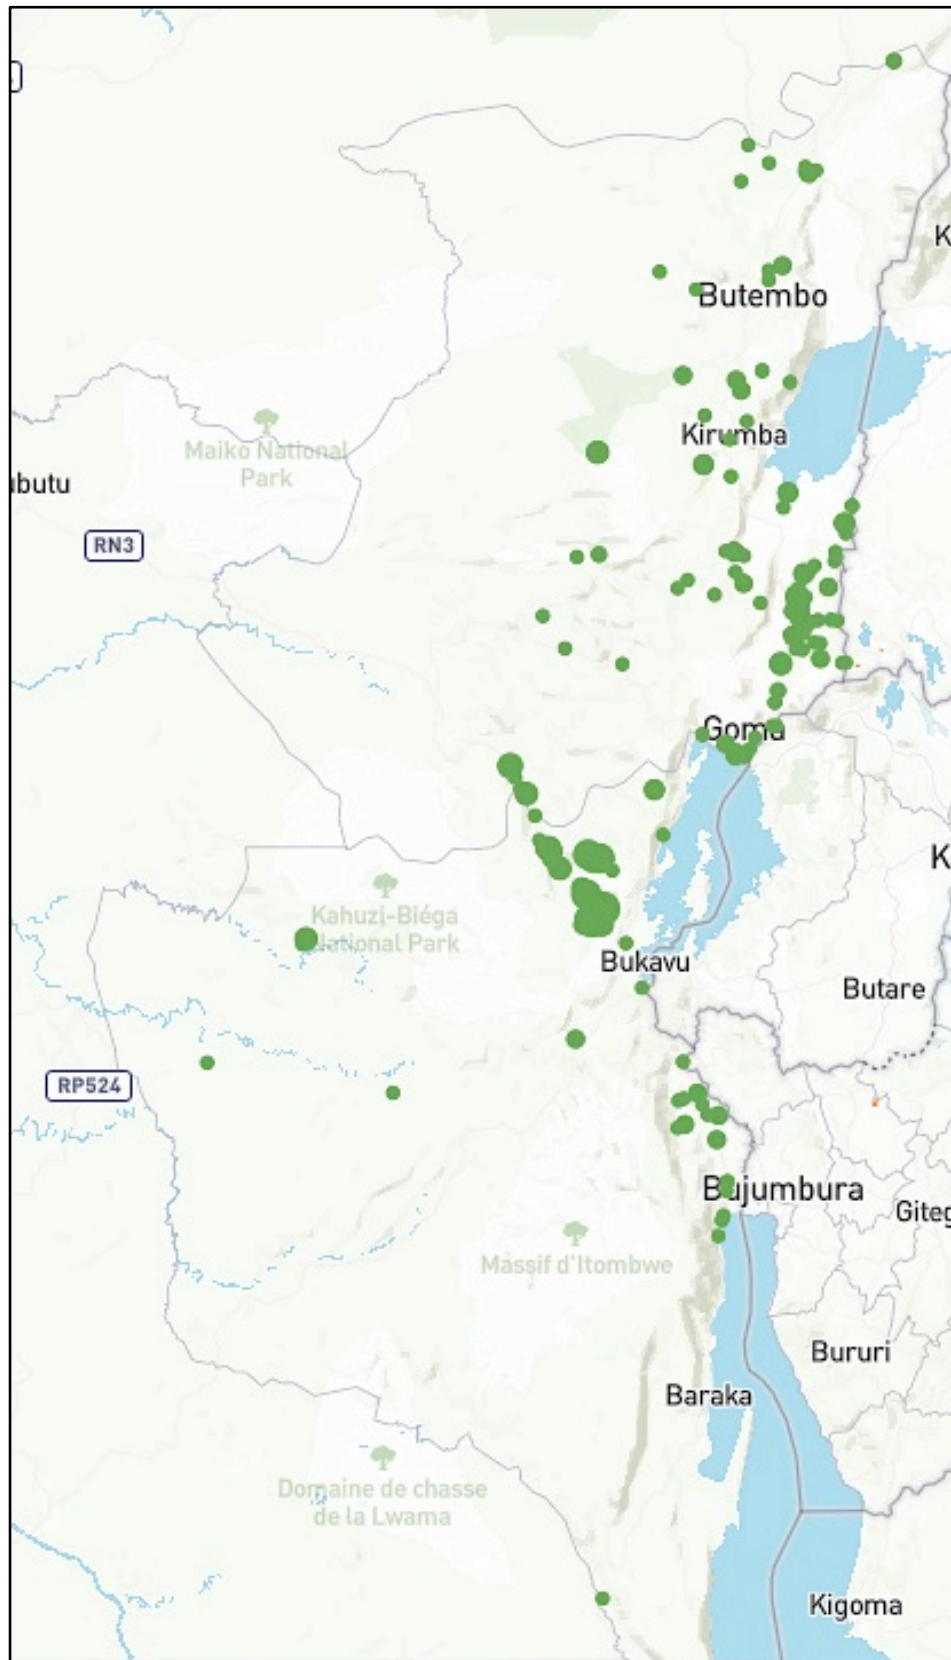 K
Butembo
Kirumba
Maiko National
Park
ubutu
RN3
Goma
K
Kahuzi-Biéga
National Park
Bukavu
Butare
RP524
Bujumbura
Giteg
Massif d'Itombwe
Bururi
Baraka
Domaine de chasse
de la Lwama
Kigoma